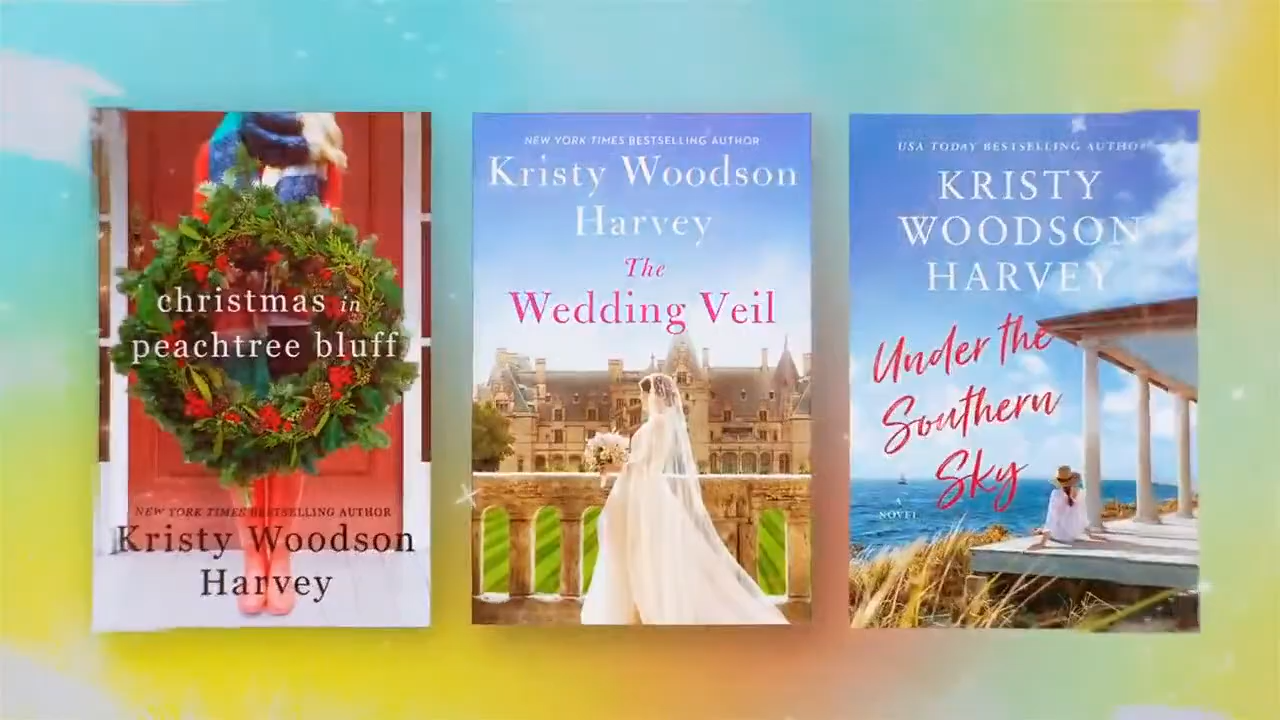 christmas in
peachtree bluff
NEW YORK TIMES BESTSELLING AUTHOR
Kristy Woodson
Harvey
NEW YORK TIMES BESTSELLING AUTHOR
Kristy Woodson
Harvey
The
Wedding Veil
USA TODAY BESTSELLING AUTHOR
KRISTY
WOODSON
HARVEY
Under the
Southern
Sky
A
NOVEL